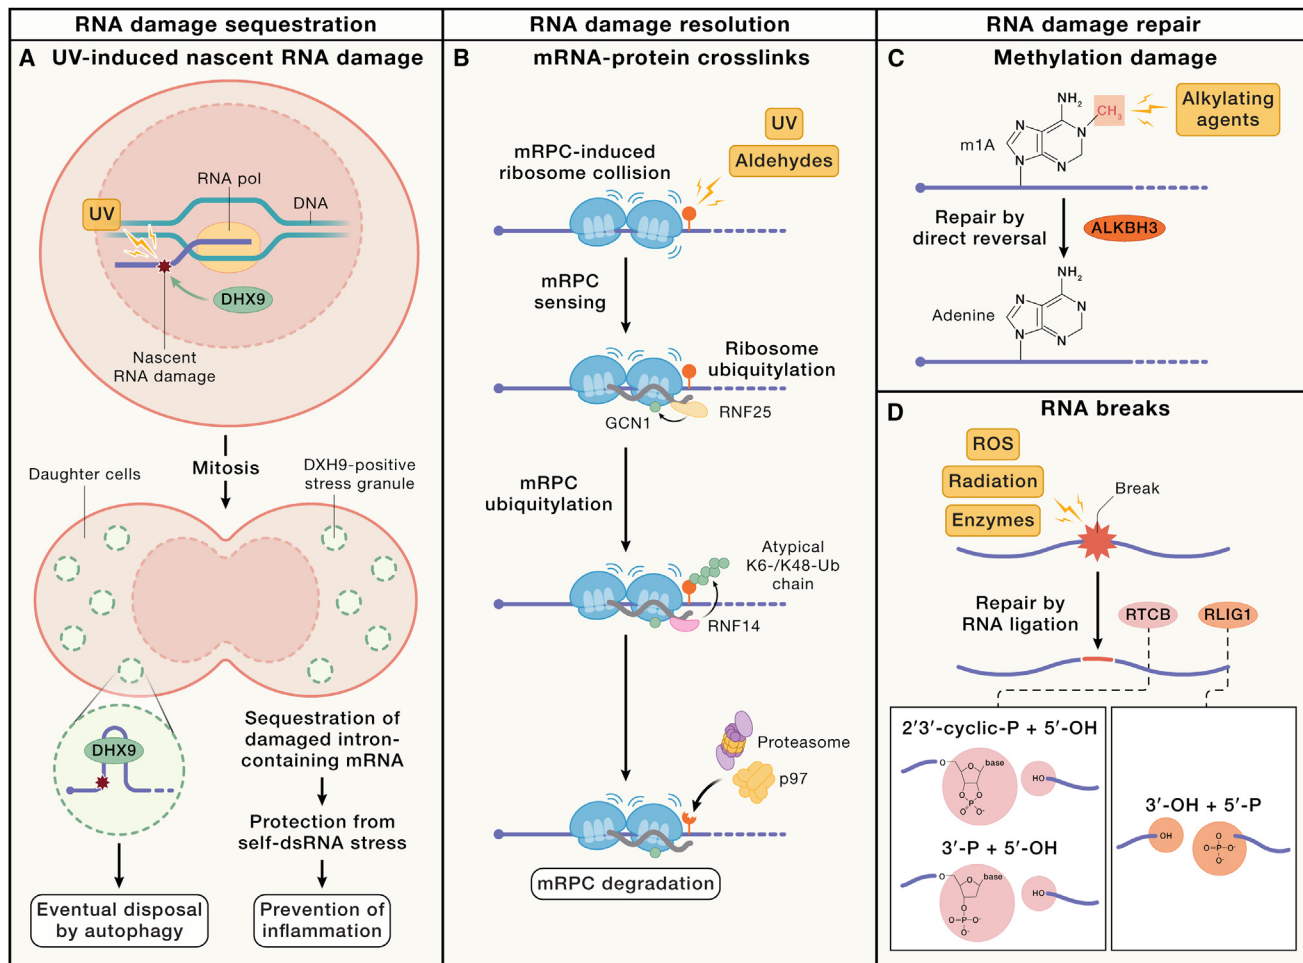 RNA damage sequestration
A UV-induced nascent RNA damage
RNA pol
DNA
UV
DHX9
Nascent
RNA damage
Mitosis
Daughter cells
DXH9-positive
stress granule
DHX9
Sequestration of
damaged intron-
containing mRNA
Protection from
self-dsRNA stress
Eventual disposal
by autophagy
Prevention of
inflammation
RNA damage resolution
B mRNA-protein crosslinks
UV
Aldehydes
mRPC-induced
ribosome collision
mRPC
sensing
Ribosome
ubiquitylation
GCN1
RNF25
mRPC
ubiquitylation
Atypical
K6-/K48-Ub
chain
RNF14
Proteasome
p97
mRPC degradation
RNA damage repair
C Methylation damage
NH₂
CH₃
N
N
N
N
m1A
Alkylating
agents
Repair by
direct reversal
ALKBH3
NH₂
N
N
N
N
Adenine
D RNA breaks
ROS
Radiation
Enzymes
Break
Repair by
RNA ligation
RTCB
RLIG1
2′3′-cyclic-P + 5′-OH
O
base
O
O
O
P
O
O⁻
HO
3′-P + 5′-OH
O
base
O
O
O=P–O⁻
O⁻
HO
3′-OH + 5′-P
OH
O
O–P–O⁻
O⁻